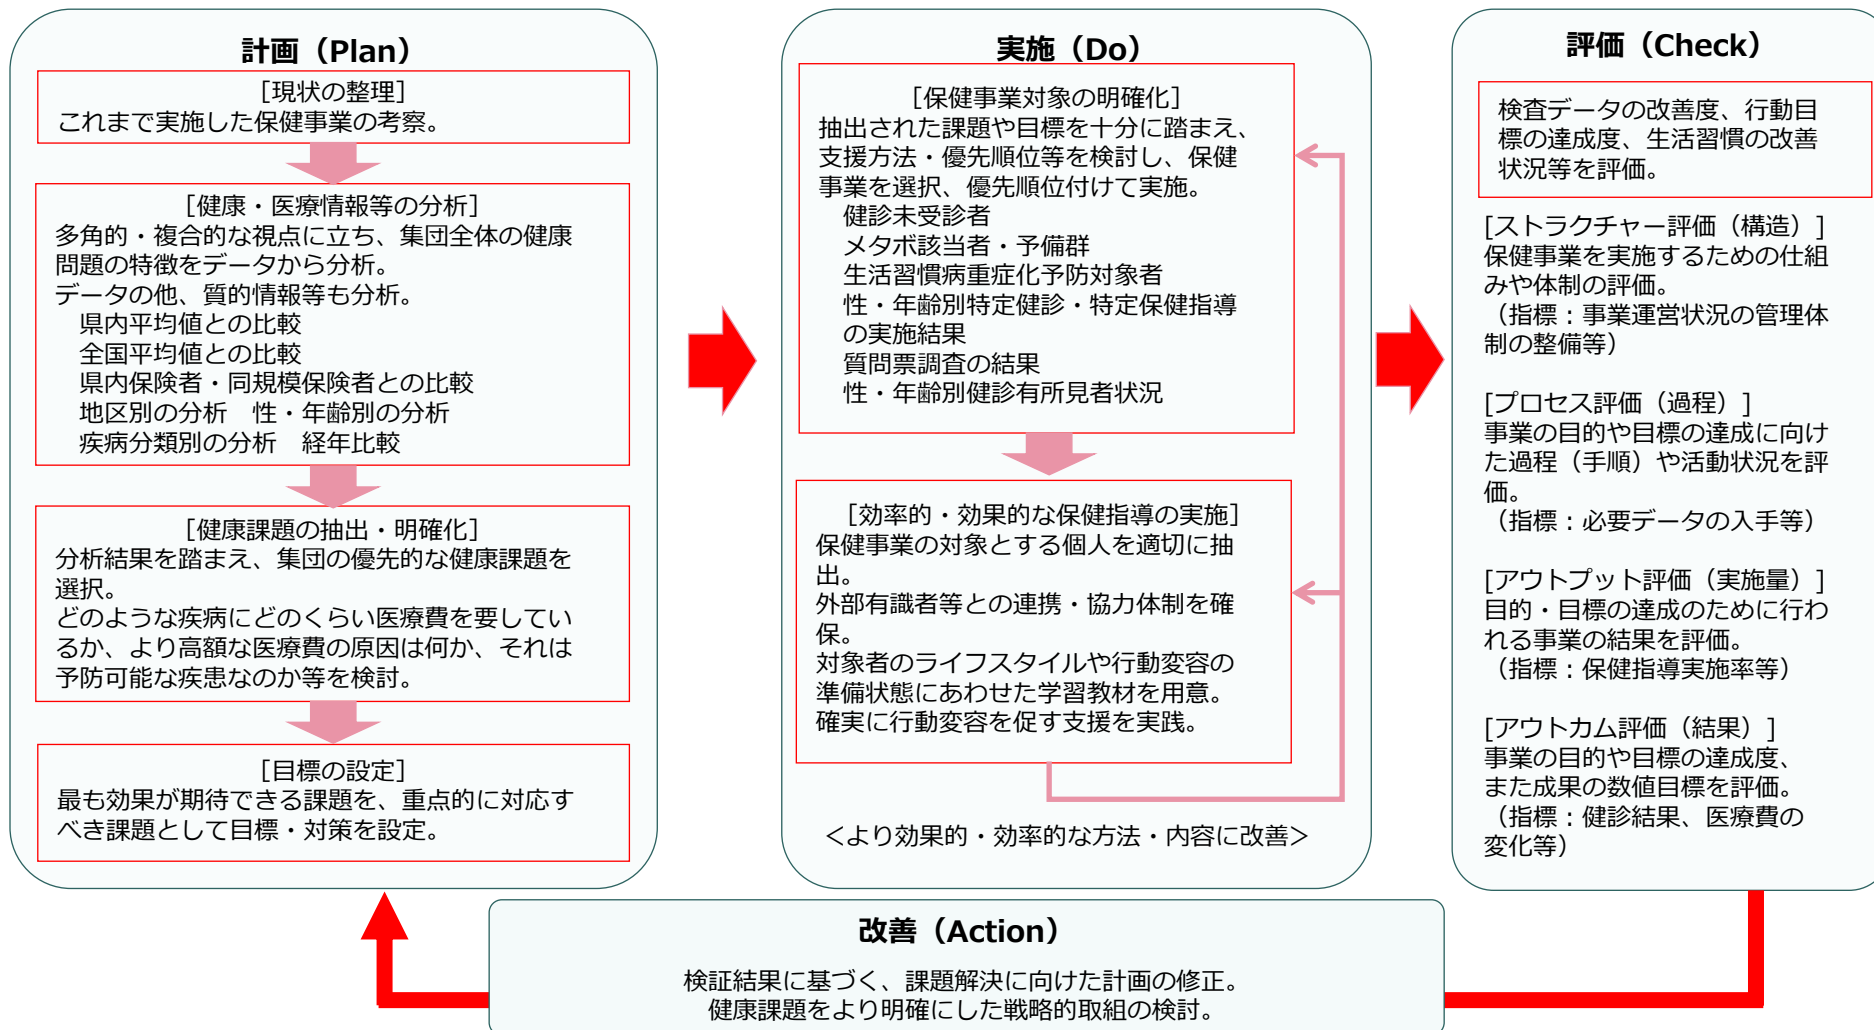 計画（Plan）
［現状の整理］
これまで実施した保健事業の考察。
［健康・医療情報等の分析］
多角的・複合的な視点に立ち、集団全体の健康
問題の特徴をデータから分析。
データの他、質的情報等も分析。
県内平均値との比較
全国平均値との比較
県内保険者・同規模保険者との比較
地区別の分析　性・年齢別の分析
疾病分類別の分析　経年比較
［健康課題の抽出・明確化］
分析結果を踏まえ、集団の優先的な健康課題を
選択。
どのような疾病にどのくらい医療費を要してい
るか、より高額な医療費の原因は何か、それは
予防可能な疾患なのか等を検討。
［目標の設定］
最も効果が期待できる課題を、重点的に対応す
べき課題として目標・対策を設定。
実施（Do）
［保健事業対象の明確化］
抽出された課題や目標を十分に踏まえ、
支援方法・優先順位等を検討し、保健
事業を選択、優先順位付けて実施。
健診未受診者
メタボ該当者・予備群
生活習慣病重症化予防対象者
性・年齢別特定健診・特定保健指導
の実施結果
質問票調査の結果
性・年齢別健診有所見者状況
［効率的・効果的な保健指導の実施］
保健事業の対象とする個人を適切に抽
出。
外部有識者等との連携・協力体制を確
保。
対象者のライフスタイルや行動変容の
準備状態にあわせた学習教材を用意。
確実に行動変容を促す支援を実践。
＜より効果的・効率的な方法・内容に改善＞
評価（Check）
検査データの改善度、行動目
標の達成度、生活習慣の改善
状況等を評価。
[ストラクチャー評価（構造）]
保健事業を実施するための仕組
みや体制の評価。
（指標：事業運営状況の管理体
制の整備等）
[プロセス評価（過程）]
事業の目的や目標の達成に向け
た過程（手順）や活動状況を評
価。
（指標：必要データの入手等）
[アウトプット評価（実施量）]
目的・目標の達成のために行わ
れる事業の結果を評価。
（指標：保健指導実施率等）
[アウトカム評価（結果）]
事業の目的や目標の達成度、
また成果の数値目標を評価。
（指標：健診結果、医療費の
変化等）
改善（Action）
検証結果に基づく、課題解決に向けた計画の修正。
健康課題をより明確にした戦略的取組の検討。